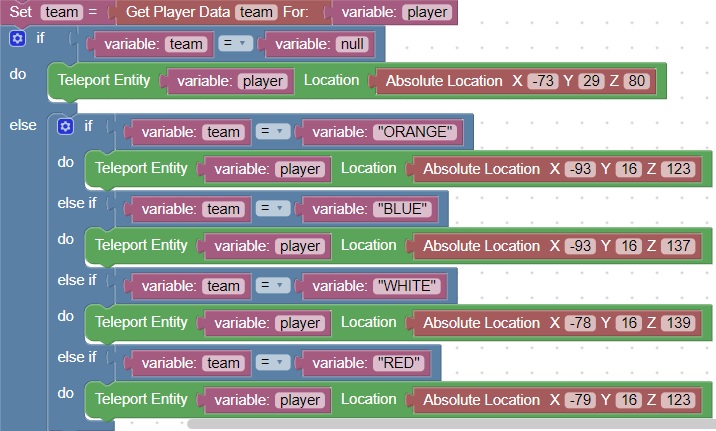 Set team = Get Player Data team For: variable: player
if variable: team = variable: null
do Teleport Entity variable: player Location Absolute Location X -73 Y 29 Z 80
else if variable: team = variable: "ORANGE"
do Teleport Entity variable: player Location Absolute Location X -93 Y 16 Z 123
else if variable: team = variable: "BLUE"
do Teleport Entity variable: player Location Absolute Location X -93 Y 16 Z 137
else if variable: team = variable: "WHITE"
do Teleport Entity variable: player Location Absolute Location X -78 Y 16 Z 139
else if variable: team = variable: "RED"
do Teleport Entity variable: player Location Absolute Location X -79 Y 16 Z 123